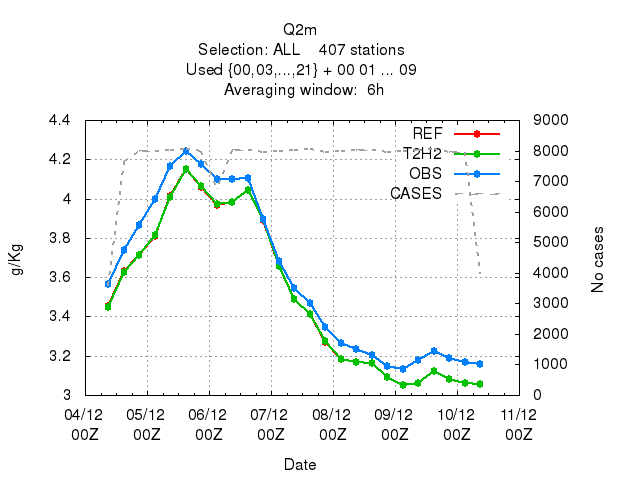 Q2m
Selection: ALL    407 stations
Used {00,03,...,21} + 00 01 ... 09
Averaging window:  6h
4.4
4.2
4
3.8
3.6
3.4
3.2
3
g/Kg
9000
8000
7000
6000
5000
4000
3000
2000
1000
0
No cases
REF
T2H2
OBS
CASES
04/12 05/12 06/12 07/12 08/12 09/12 10/12 11/12
00Z 00Z 00Z 00Z 00Z 00Z 00Z 00Z
Date